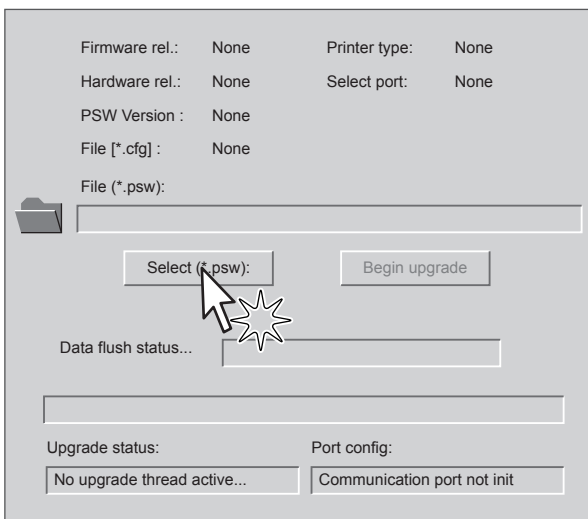 Firmware rel.: None Printer type: None
Hardware rel.: None Select port: None
PSW Version : None
File [*.cfg] : None
File (*.psw):
Select (*.psw): Begin upgrade
Data flush status...
Upgrade status: Port config:
No upgrade thread active... Communication port not init